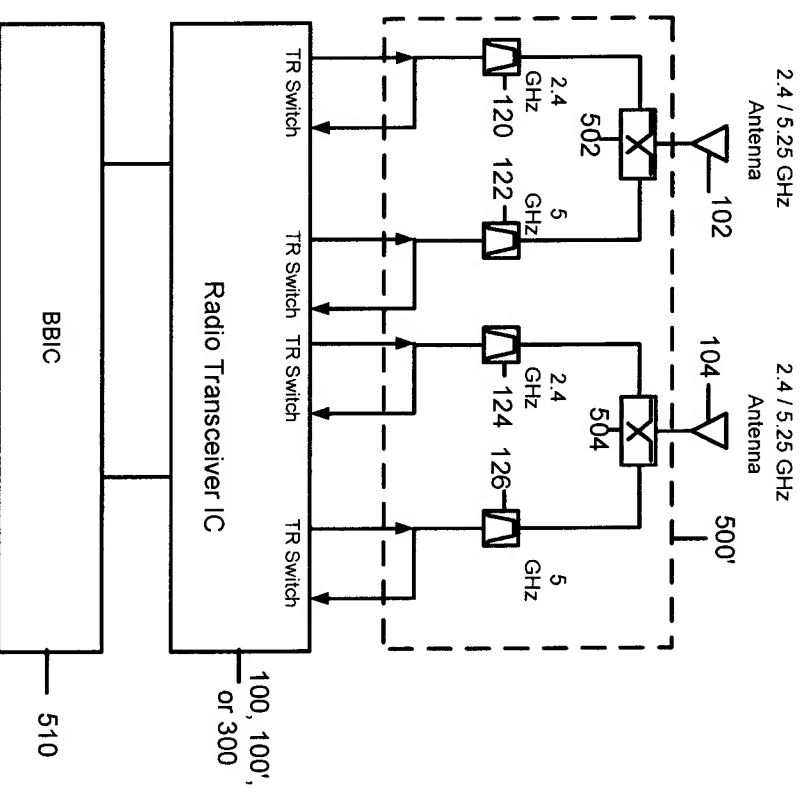 2.4 / 5.25 GHz
Antenna
102
2.4 / 5.25 GHz
Antenna
104
500'
502
504
2.4
GHz
120
5
GHz
122
2.4
GHz
124
5
GHz
126
TR Switch
TR Switch
TR Switch
TR Switch
Radio Transceiver IC
100, 100',
or 300
BBIC
510